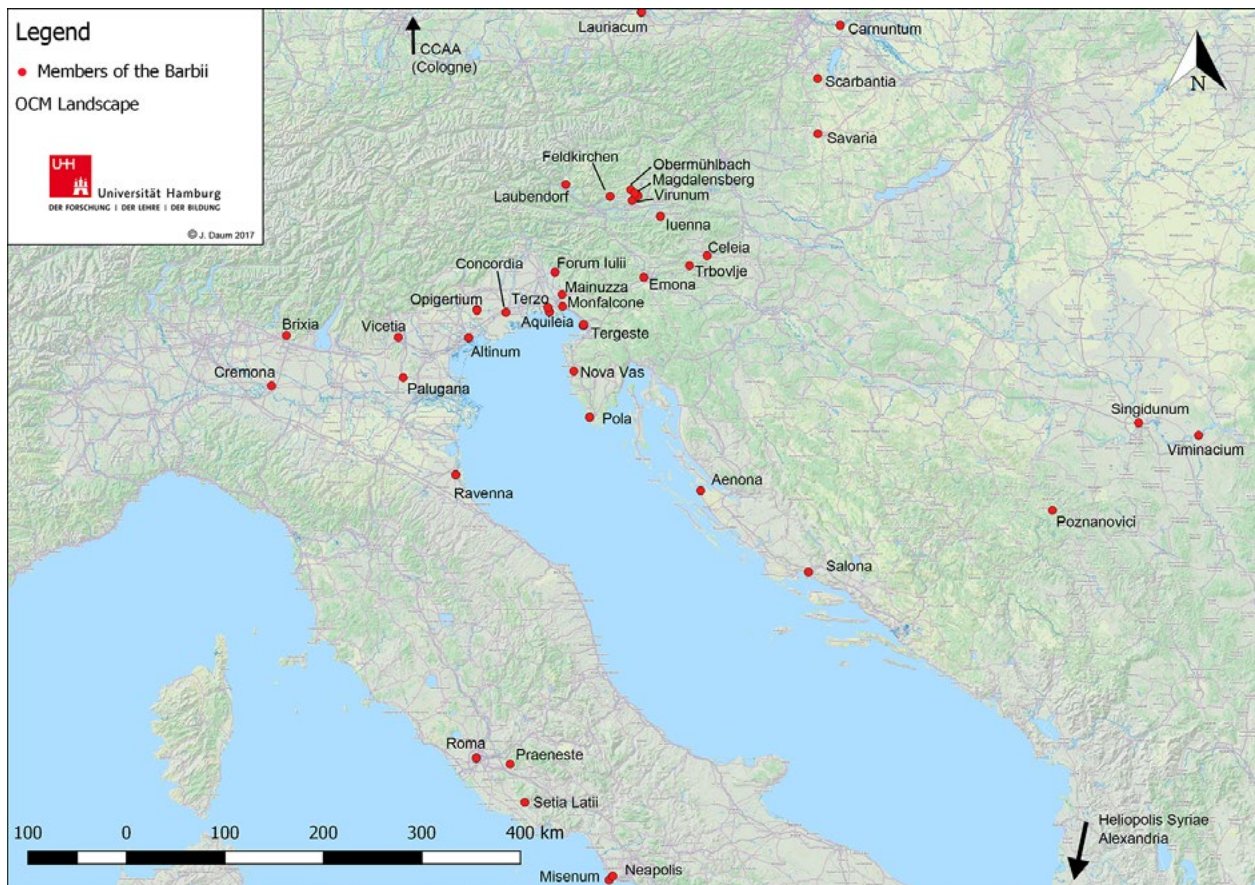 Legend
Members of the Barbii
OCM Landscape
UH
Universität Hamburg
DER FORSCHUNG | DER LEHRE | DER BILDUNG
© J. Daum 2017
CCAA
(Cologne)
Lauriacum
Carnuntum
N
Scarbantia
Savaria
Feldkirchen
Obermühlbach
Magdalensberg
Virunum
Laubendorf
Iuenna
Celeia
Trbovlje
Emona
Concordia
Forum Iulii
Mainuzza
Monfalcone
Opigertium
Terzo
Aquileia
Tergeste
Brixia
Vicetia
Altinum
Cremona
Palugana
Nova Vas
Pola
Singidunum
Viminacium
Ravenna
Aenona
Poznanovici
Salona
Roma
Praeneste
Setia Latii
Heliopolis Syriae
Alexandria
100 0 100 200 300 400 km
Misenum
Neapolis